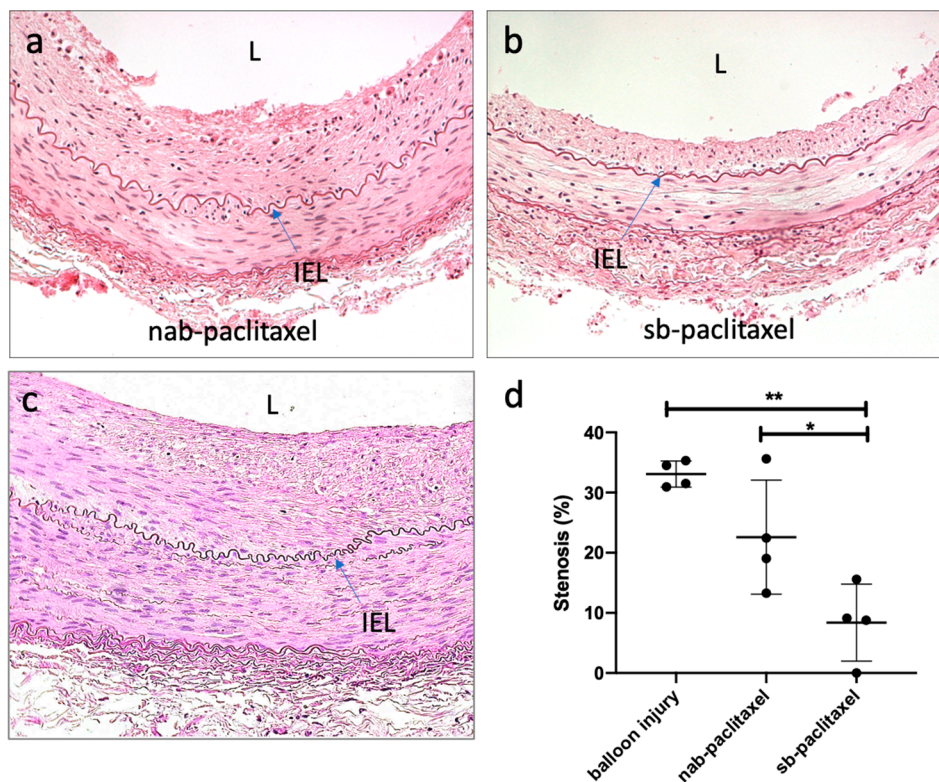 a
L
IEL
nab-paclitaxel
b
L
IEL
sb-paclitaxel
c
L
IEL
d
**
*
40
30
20
10
0
Stenosis (%)
balloon injury
nab-paclitaxel
sb-paclitaxel